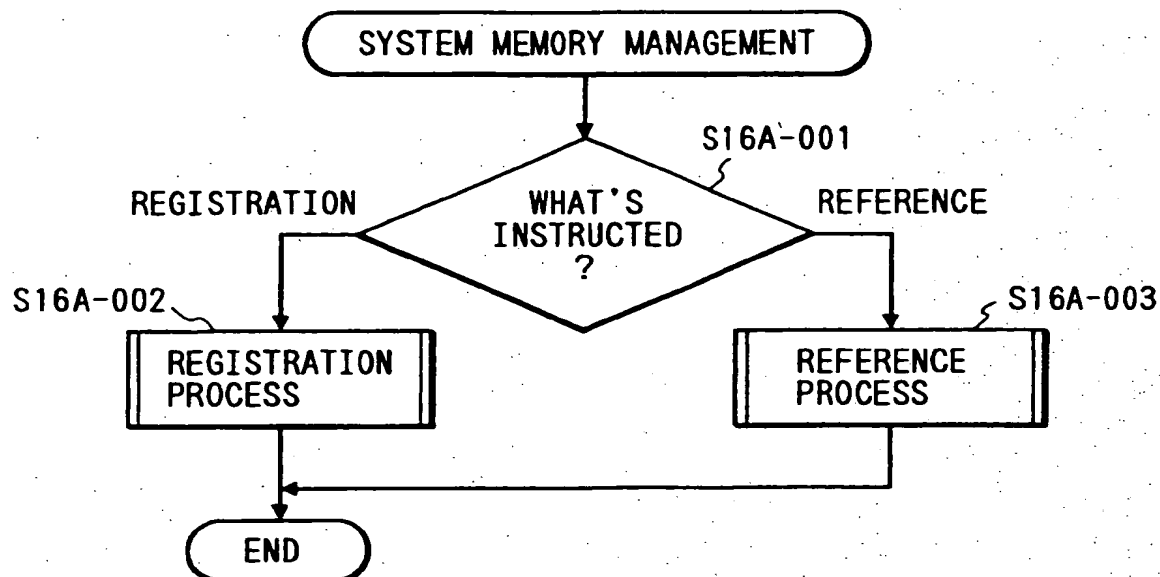 SYSTEM MEMORY MANAGEMENT
S16A-001
REGISTRATION
WHAT'S
INSTRUCTED
?
REFERENCE
S16A-002
S16A-003
REGISTRATION
PROCESS
REFERENCE
PROCESS
END